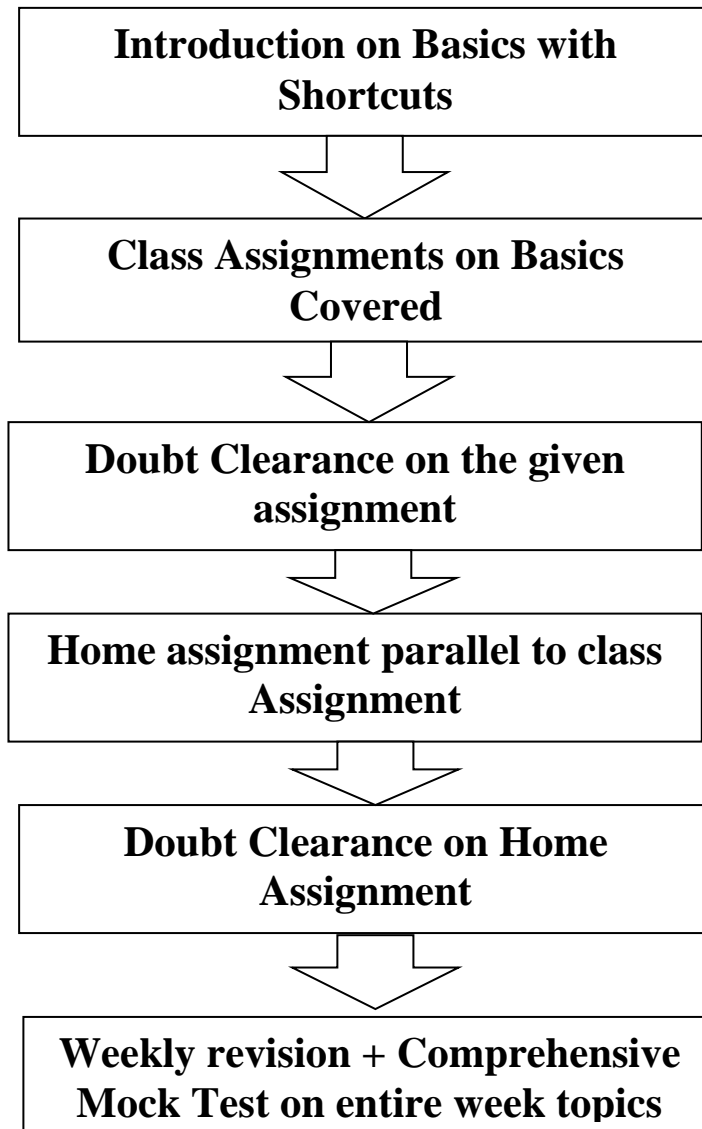 Introduction on Basics with
Shortcuts
Class Assignments on Basics
Covered
Doubt Clearance on the given
assignment
Home assignment parallel to class
Assignment
Doubt Clearance on Home
Assignment
Weekly revision + Comprehensive
Mock Test on entire week topics